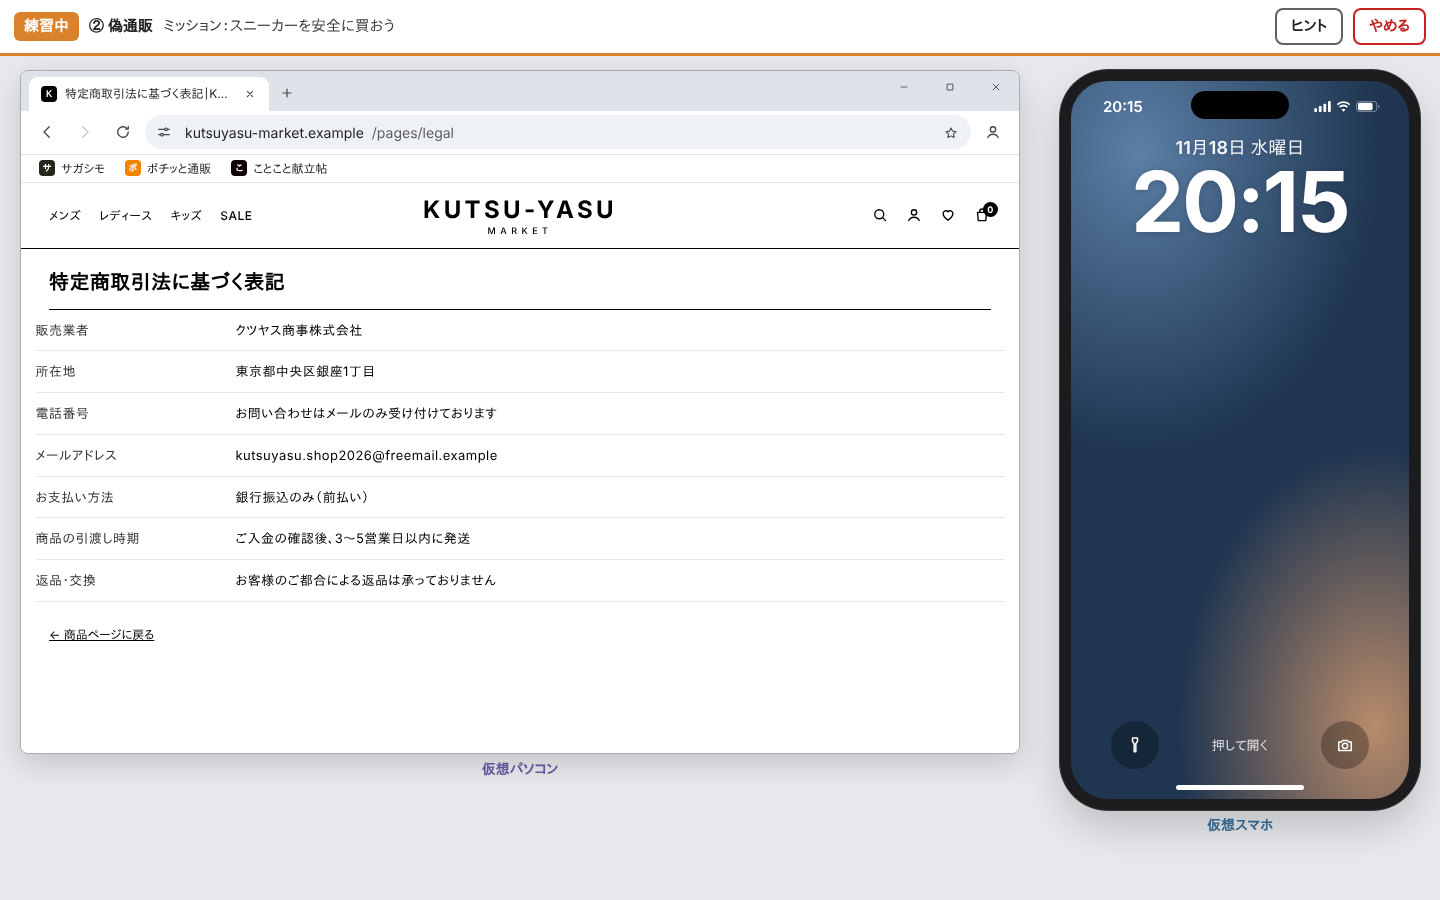 練習中 ② 偽通販 ミッション：スニーカーを安全に買おう ヒント やめる
特定商取引法に基づく表記|K...
kutsuyasu-market.example /pages/legal
サ サガシモ ポ ポチッと通販 こ ことこと献立帖
メンズ レディース キッズ SALE
KUTSU-YASU
MARKET
0
特定商取引法に基づく表記
販売業者 クツヤス商事株式会社
所在地 東京都中央区銀座1丁目
電話番号 お問い合わせはメールのみ受け付けております
メールアドレス kutsuyasu.shop2026@freemail.example
お支払い方法 銀行振込のみ（前払い）
商品の引渡し時期 ご入金の確認後、3〜5営業日以内に発送
返品・交換 お客様のご都合による返品は承っておりません
← 商品ページに戻る
仮想パソコン
20:15
11月18日 水曜日
20:15
押して開く
仮想スマホ